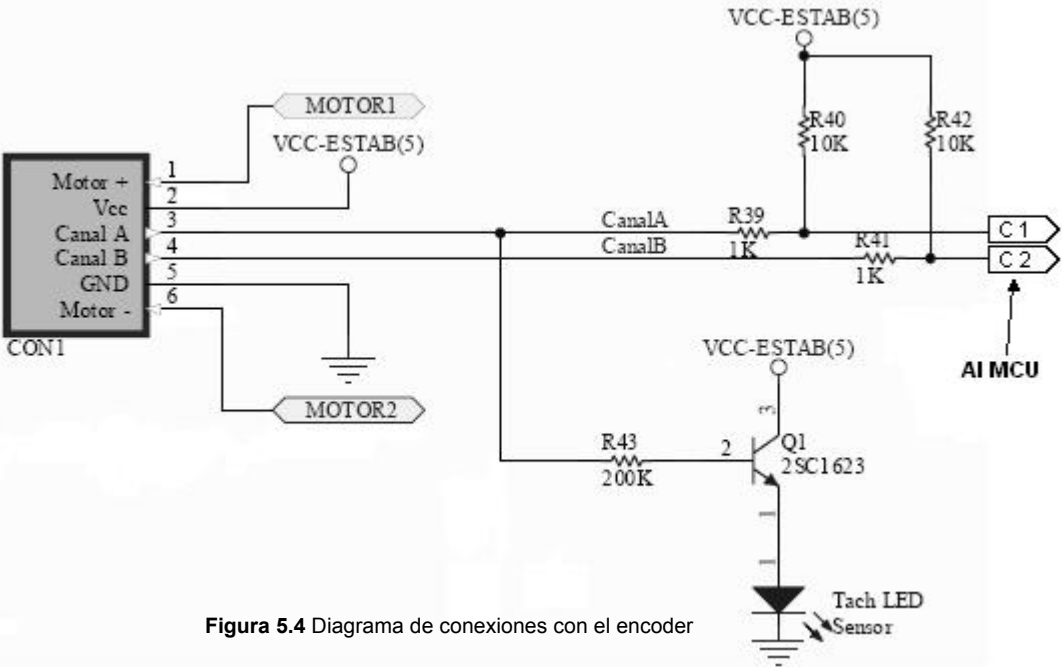 VCC-ESTAB(5)
MOTOR1
R40
10K
R42
10K
VCC-ESTAB(5)
Motor +
1
Vcc
2
Canal A
3
Canal B
4
GND
5
Motor -
6
CON1
CanalA
R39
1K
CanalB
R41
1K
C 1
C 2
Al MCU
MOTOR2
VCC-ESTAB(5)
3
R43
200K
2
Q1
2SC1623
1
1
Tach LED
Sensor
Figura 5.4 Diagrama de conexiones con el encoder